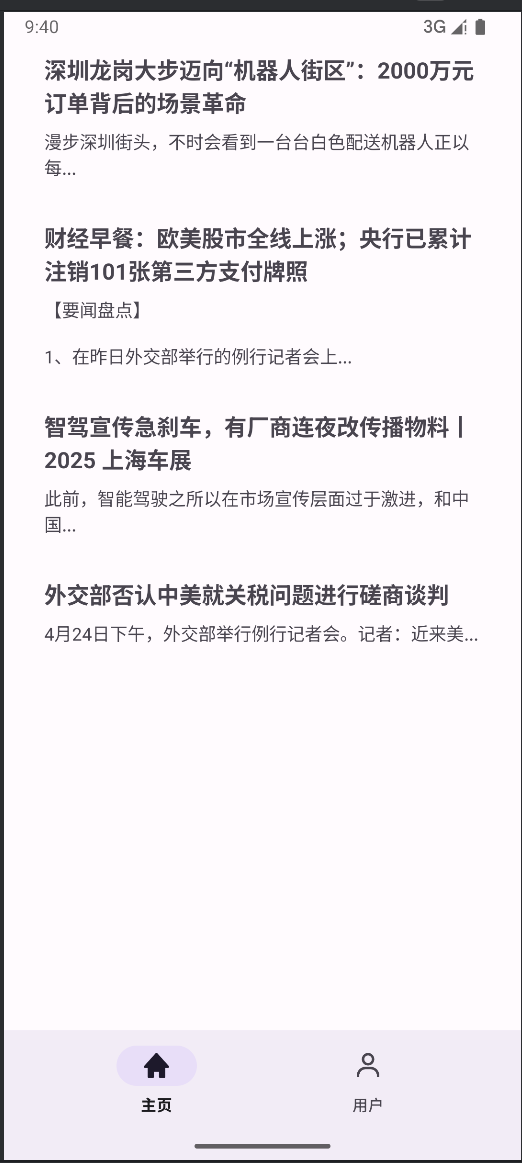 9:40
3G
深圳龙岗大步迈向“机器人街区”：2000万元
订单背后的场景革命
漫步深圳街头，不时会看到一台台白色配送机器人正以
每...
财经早餐：欧美股市全线上涨；央行已累计
注销101张第三方支付牌照
【要闻盘点】
1、在昨日外交部举行的例行记者会上...
智驾宣传急刹车，有厂商连夜改传播物料丨
2025 上海车展
此前，智能驾驶之所以在市场宣传层面过于激进，和中
国...
外交部否认中美就关税问题进行磋商谈判
4月24日下午，外交部举行例行记者会。记者：近来美...
主页
用户